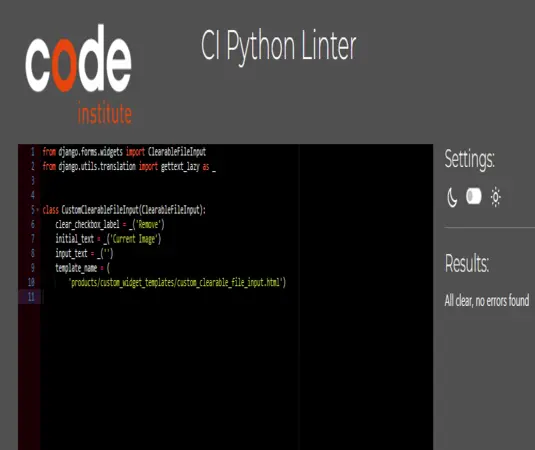 code
institute
CI Python Linter
1 from django.forms.widgets import ClearableFileInput
2 from django.utils.translation import gettext_lazy as _
3
4
5 class CustomClearableFileInput(ClearableFileInput):
6 clear_checkbox_label = _('Remove')
7 initial_text = _('Current Image')
8 input_text = _('')
9 template_name = (
10 'products/custom_widget_templates/custom_clearable_file_input.html')
11
Settings:
Results:
All clear, no errors found